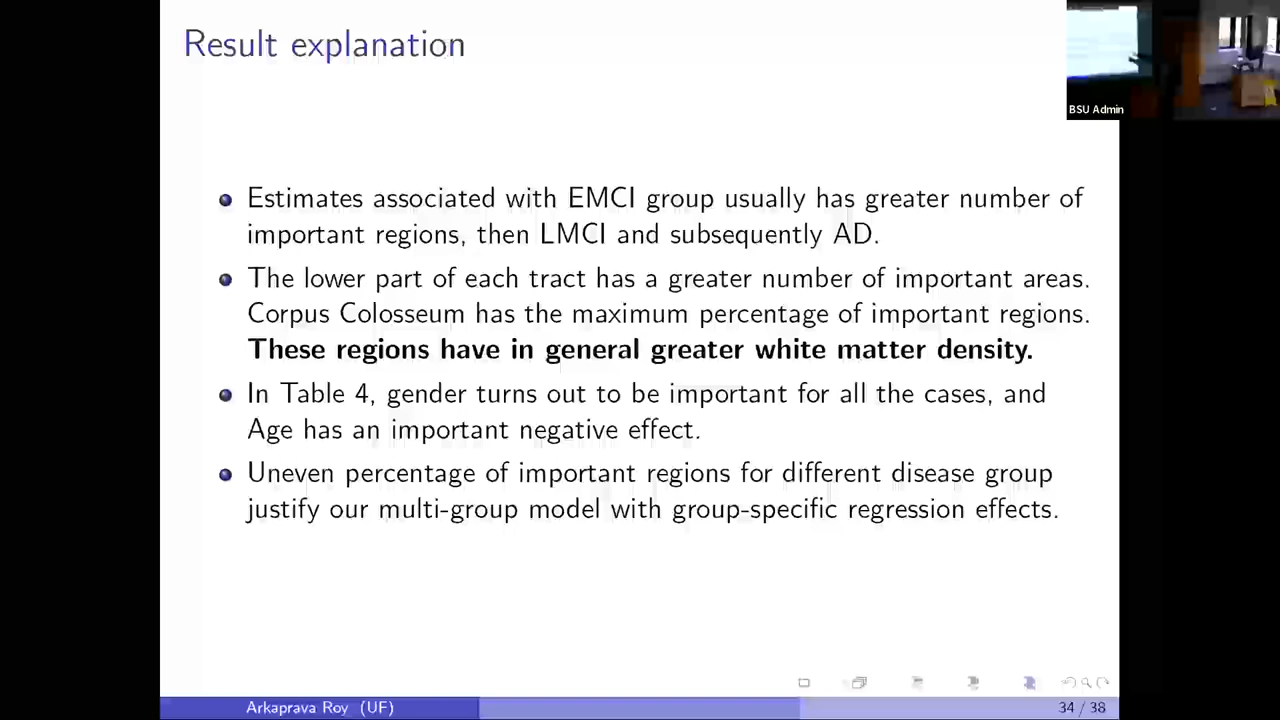 Result explanation
BSU Admin
Estimates associated with EMCI group usually has greater number of
important regions, then LMCI and subsequently AD.
The lower part of each tract has a greater number of important areas.
Corpus Colosseum has the maximum percentage of important regions.
These regions have in general greater white matter density.
In Table 4, gender turns out to be important for all the cases, and
Age has an important negative effect.
Uneven percentage of important regions for different disease group
justify our multi-group model with group-specific regression effects.
Arkaprava Roy (UF)
34 / 38